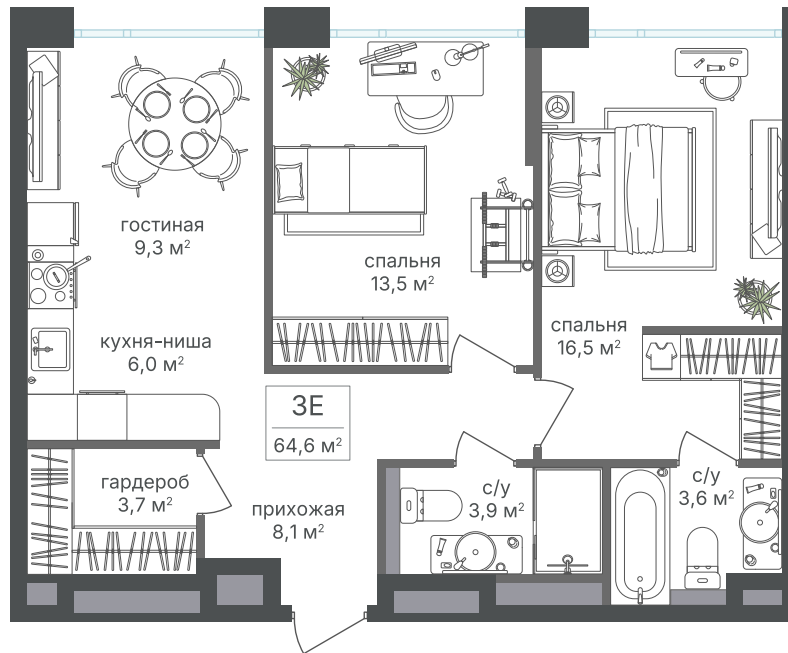 гостиная
9,3 м²
спальня
13,5 м²
спальня
16,5 м²
кухня-ниша
6,0 м²
3Е
64,6 м²
гардероб
3,7 м²
прихожая
8,1 м²
с/у
3,9 м²
с/у
3,6 м²